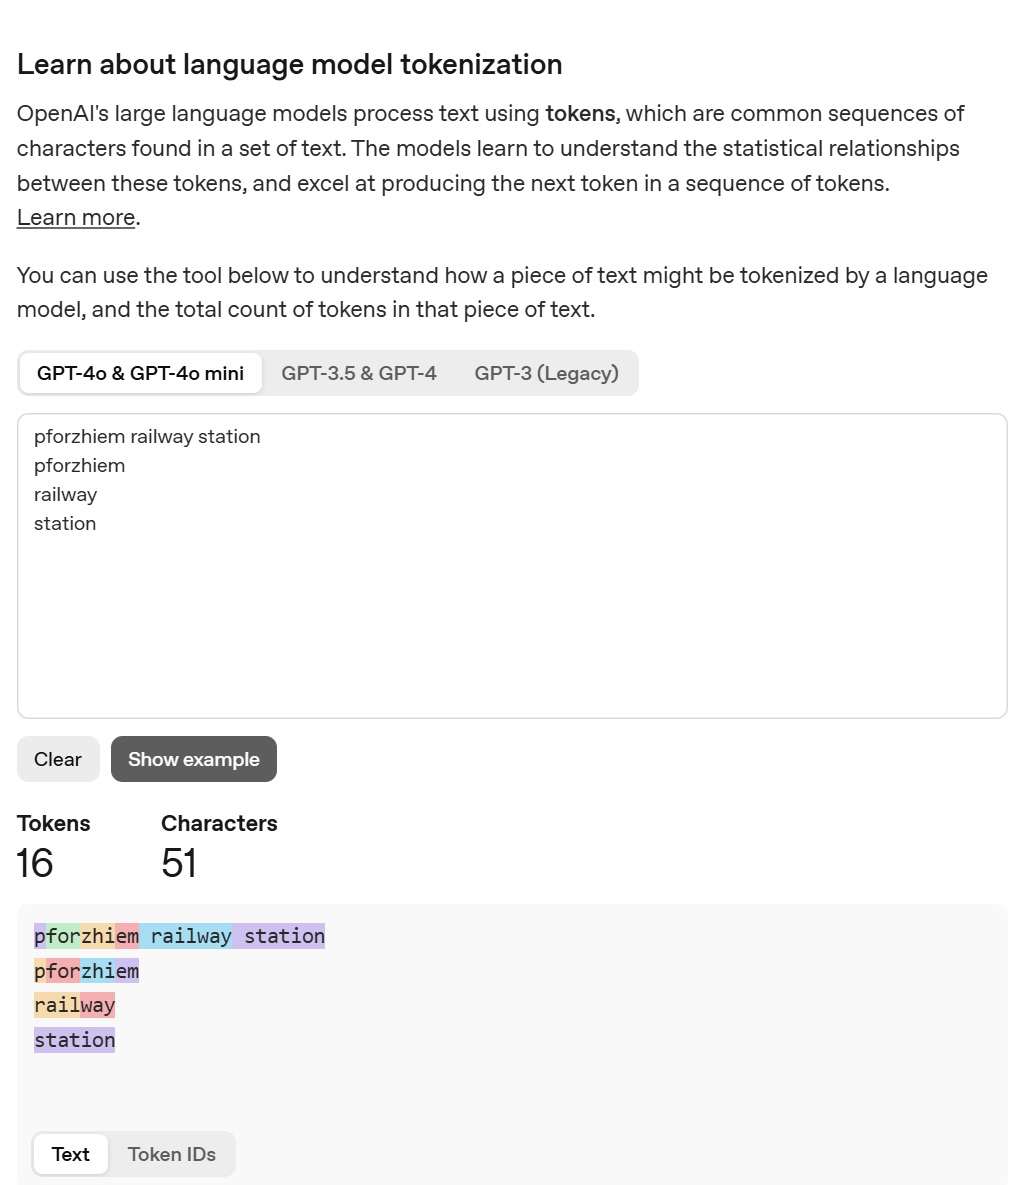 Learn about language model tokenization
OpenAI's large language models process text using tokens, which are common sequences of
characters found in a set of text. The models learn to understand the statistical relationships
between these tokens, and excel at producing the next token in a sequence of tokens.
Learn more.
You can use the tool below to understand how a piece of text might be tokenized by a language
model, and the total count of tokens in that piece of text.
GPT-4o & GPT-4o mini GPT-3.5 & GPT-4 GPT-3 (Legacy)
pforzhiem railway station
pforzhiem
railway
station
Clear Show example
Tokens Characters
16 51
pforzhiem railway station
pforzhiem
railway
station
Text Token IDs